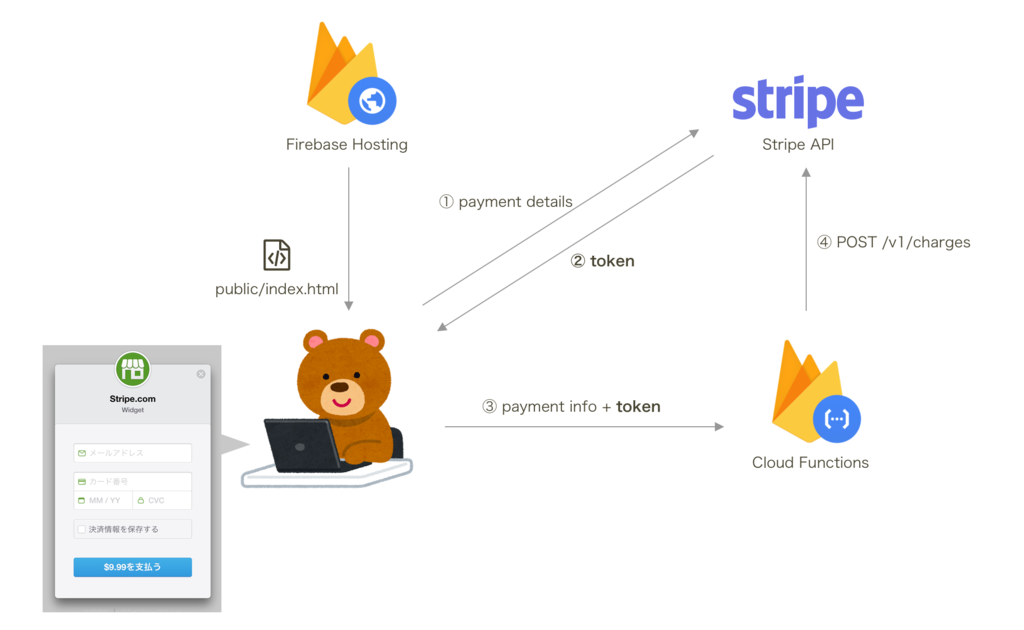 Firebase Hosting
stripe
Stripe API
① payment details
② token
④ POST /v1/charges
public/index.html
Stripe.com
Widget
メールアドレス
カード番号
MM / YY
CVC
決済情報を保存する
$9.99を支払う
③ payment info + token
Cloud Functions